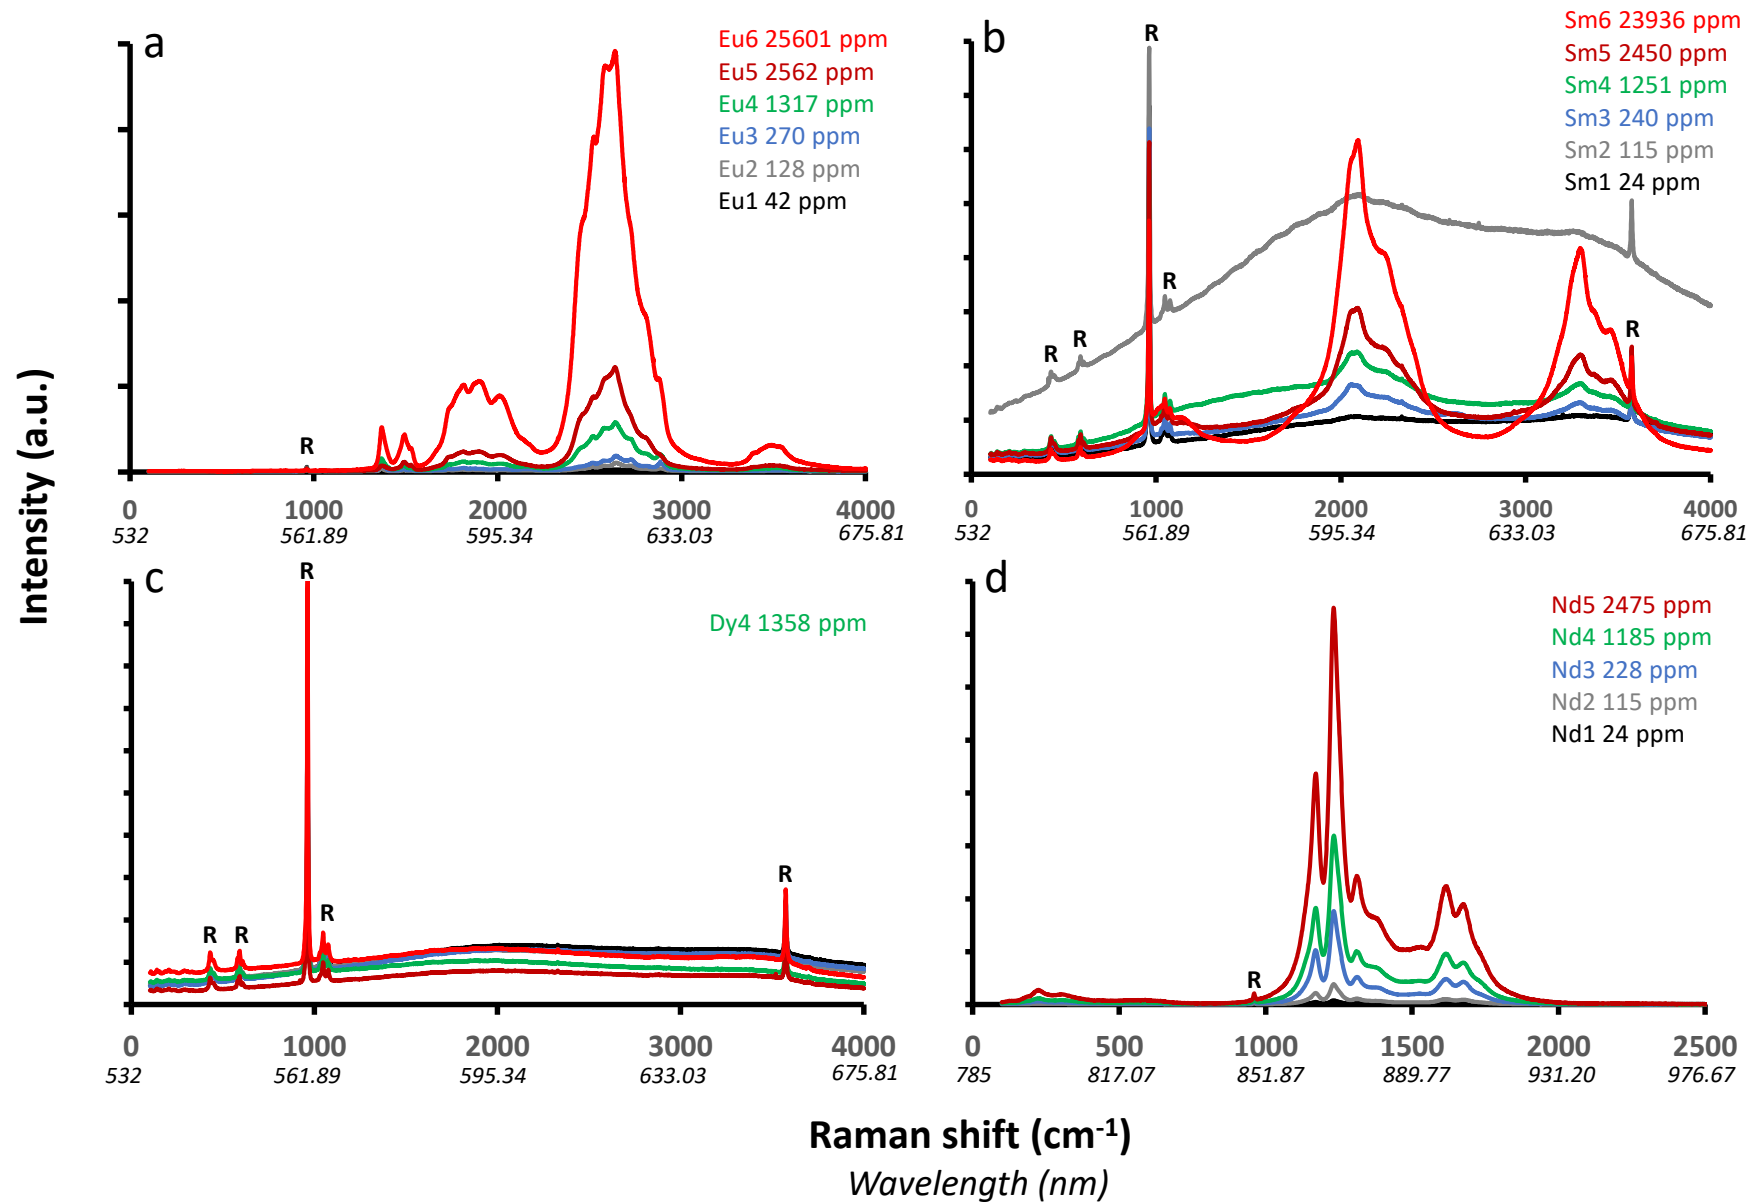 Intensity (a.u.)
a
Eu6 25601 ppm
Eu5 2562 ppm
Eu4 1317 ppm
Eu3 270 ppm
Eu2 128 ppm
Eu1 42 ppm
R
0 1000 2000 3000 4000
532 561.89 595.34 633.03 675.81
b
Sm6 23936 ppm
Sm5 2450 ppm
Sm4 1251 ppm
Sm3 240 ppm
Sm2 115 ppm
Sm1 24 ppm
R
R
R
R
R
0 1000 2000 3000 4000
532 561.89 595.34 633.03 675.81
c
Dy4 1358 ppm
R
R
R
R
R
0 1000 2000 3000 4000
532 561.89 595.34 633.03 675.81
d
Nd5 2475 ppm
Nd4 1185 ppm
Nd3 228 ppm
Nd2 115 ppm
Nd1 24 ppm
R
0 500 1000 1500 2000 2500
785 817.07 851.87 889.77 931.20 976.67
Raman shift (cm⁻¹)
Wavelength (nm)